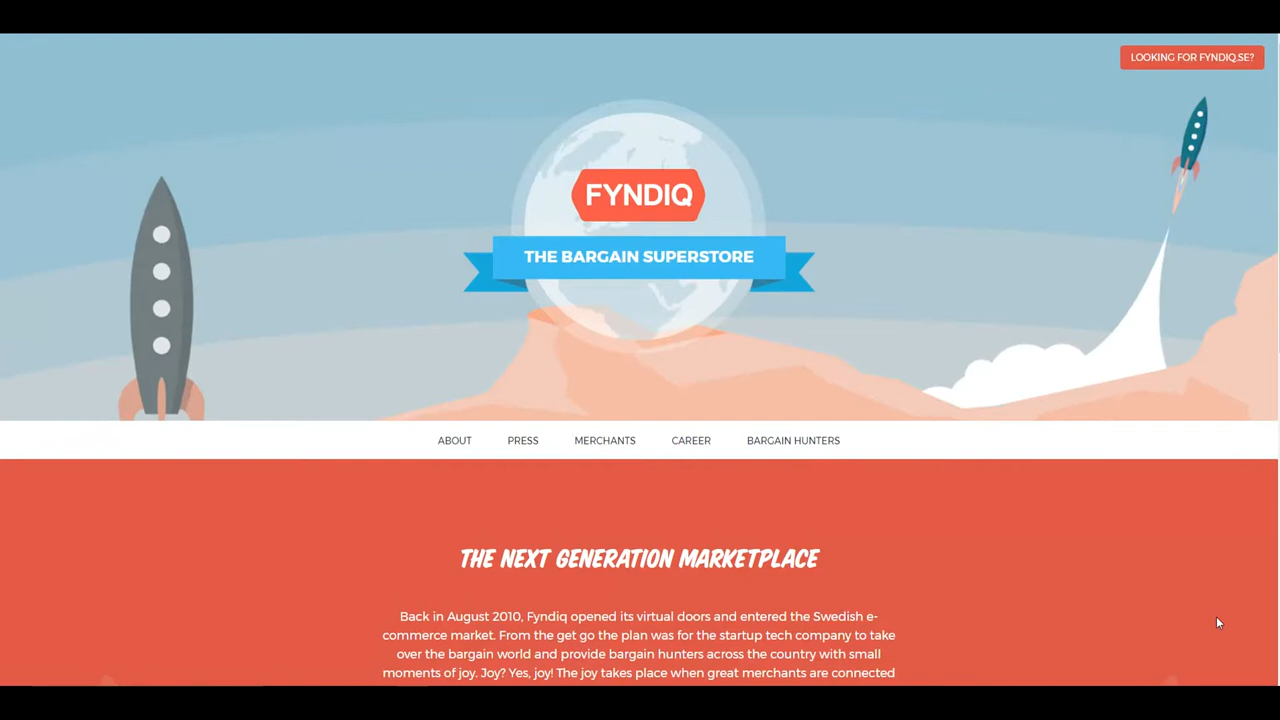 LOOKING FOR FYNDIQ.SE?
FYNDIQ
THE BARGAIN SUPERSTORE
ABOUT PRESS MERCHANTS CAREER BARGAIN HUNTERS
THE NEXT GENERATION MARKETPLACE
Back in August 2010, Fyndiq opened its virtual doors and entered the Swedish e-
commerce market. From the get go the plan was for the startup tech company to take
over the bargain world and provide bargain hunters across the country with small
moments of joy. Joy? Yes, joy! The joy takes place when great merchants are connected